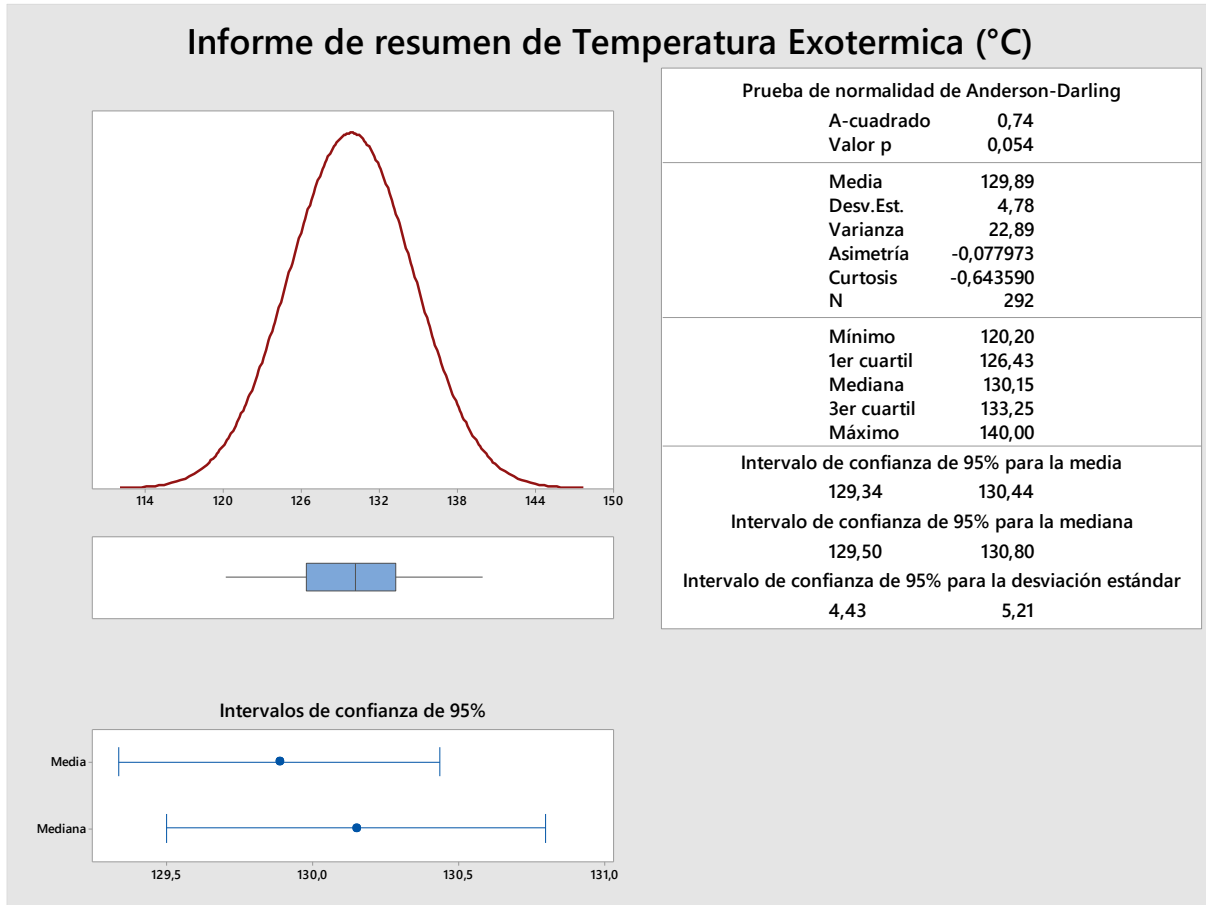 Informe de resumen de Temperatura Exotermica (°C)
114 120 126 132 138 144 150
Prueba de normalidad de Anderson-Darling
A-cuadrado 0,74
Valor p 0,054
Media 129,89
Desv.Est. 4,78
Varianza 22,89
Asimetría -0,077973
Curtosis -0,643590
N 292
Mínimo 120,20
1er cuartil 126,43
Mediana 130,15
3er cuartil 133,25
Máximo 140,00
Intervalo de confianza de 95% para la media
129,34 130,44
Intervalo de confianza de 95% para la mediana
129,50 130,80
Intervalo de confianza de 95% para la desviación estándar
4,43 5,21
Intervalos de confianza de 95%
Media
Mediana
129,5 130,0 130,5 131,0